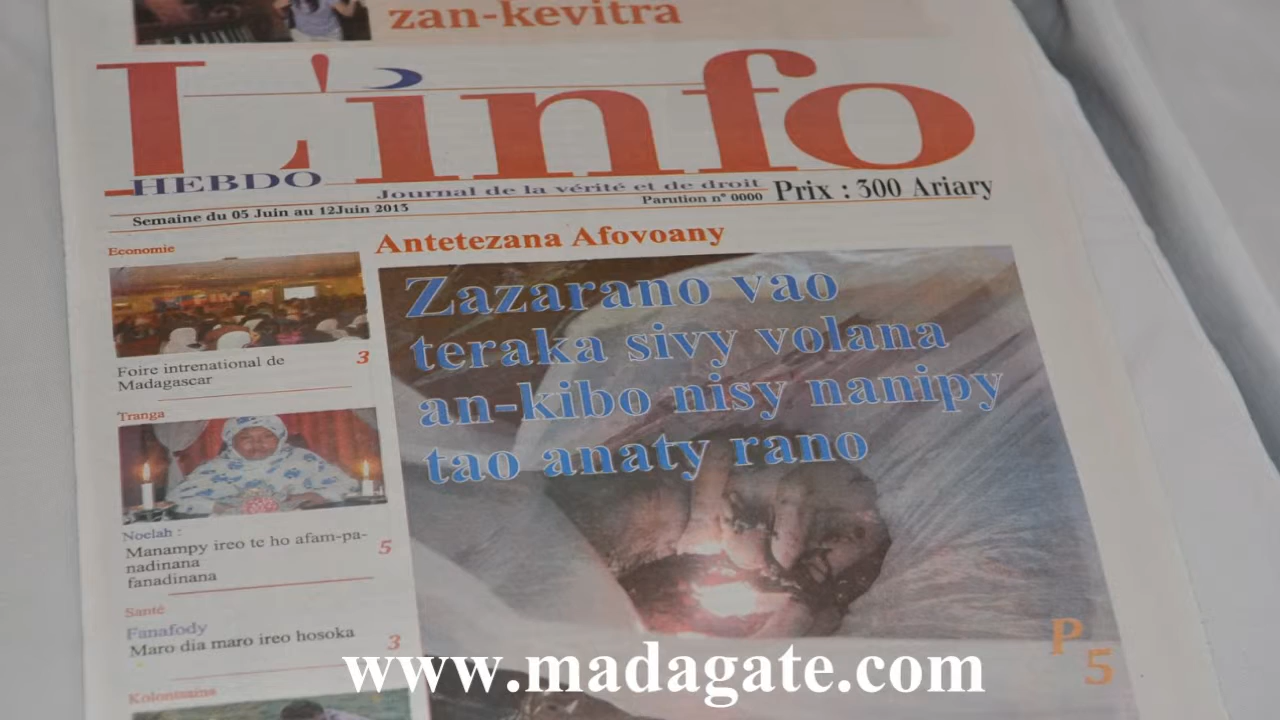 zan-kevitra
L'info
HEBDO
Journal de la vérité et de droit
Semaine du 05 Juin au 12Juin 2013
Parution n° 0000
Prix : 300 Ariary
Economie
Foire intrenational de
Madagascar
3
Tranga
Noelah :
Manampy ireo te ho afam-pa-
nadinana
fanadinana
5
Santé
Fanafody
Maro dia maro ireo hosoka
3
Kolontsaina
Antetezana Afovoany
Zazarano vao
teraka sivy volana
an-kibo nisy nanipy
tao anaty rano
P
5
www.madagate.com